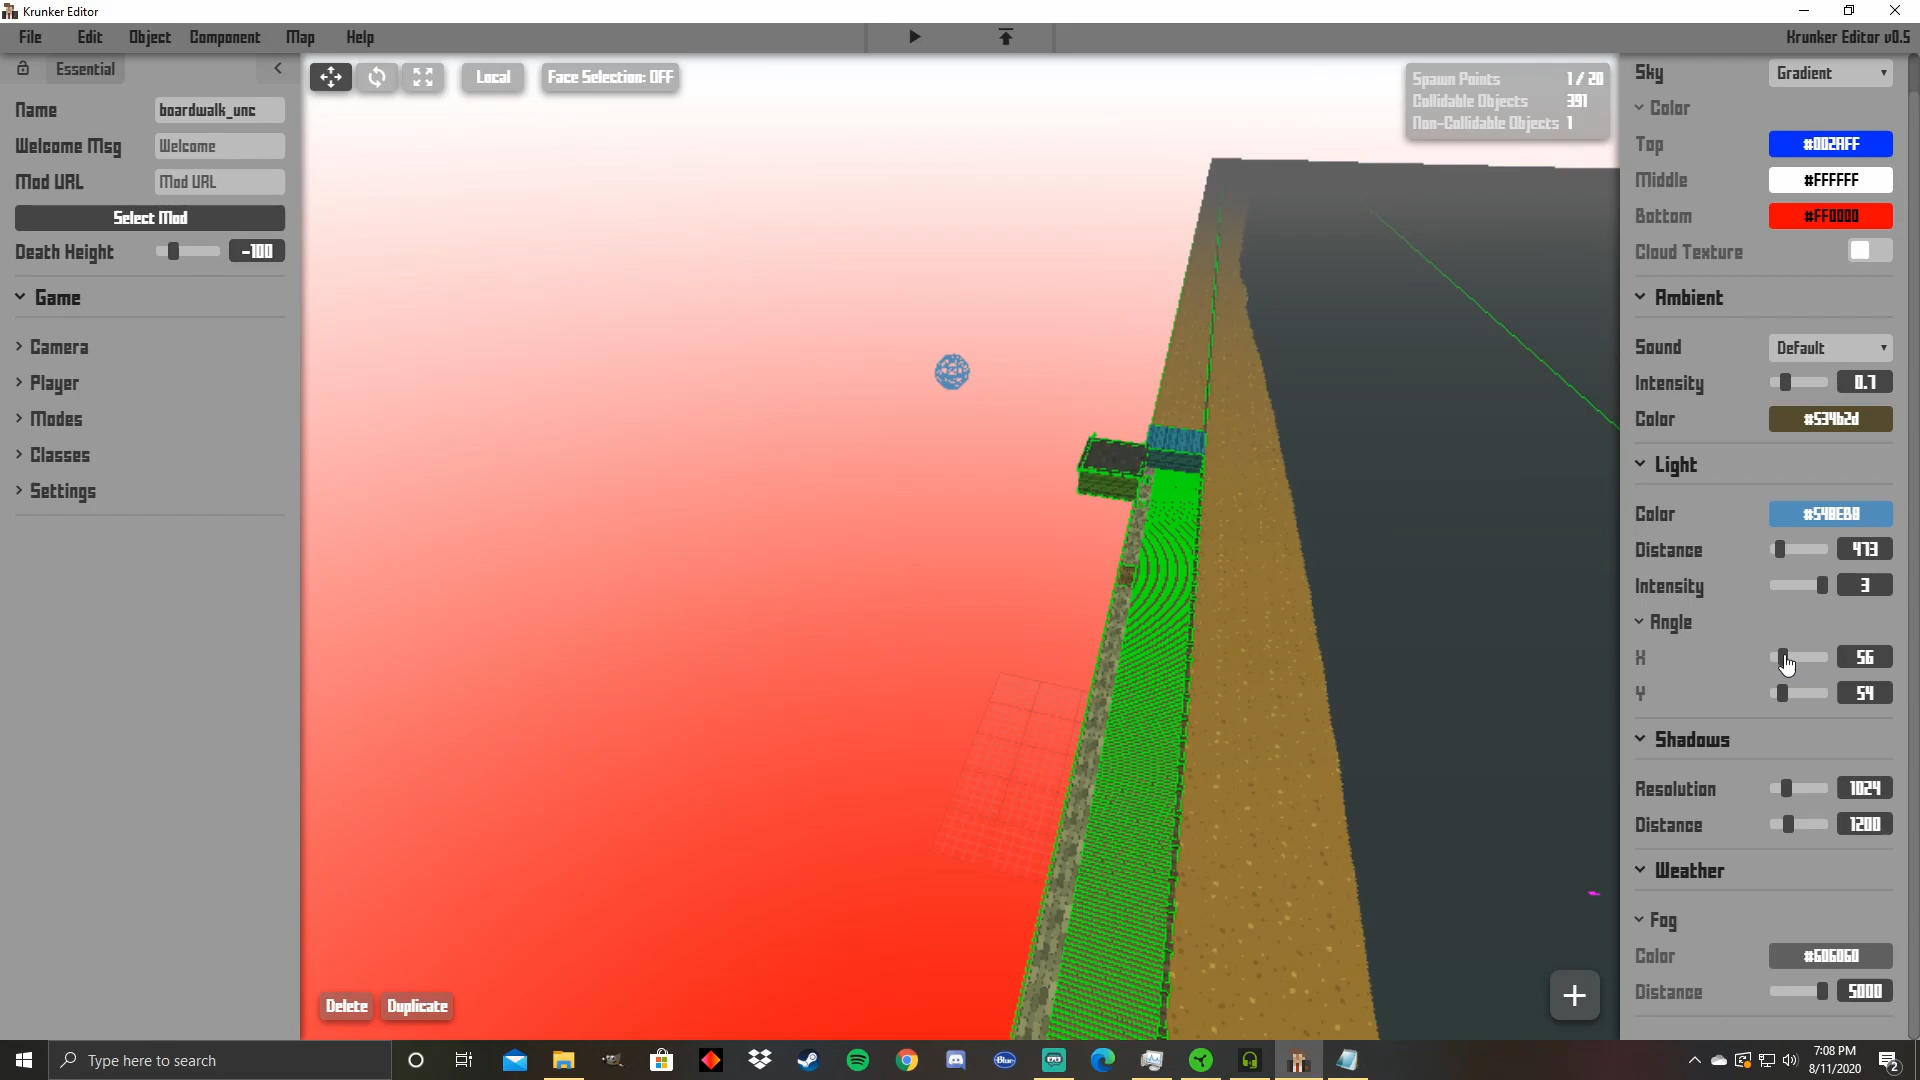 Krunker Editor
File Edit Object Component Map Help
Krunker Editor v0.5
Essential
Name boardwalk_unc
Welcome Msg Welcome
Mod URL Mod URL
Select Mod
Death Height -100
Game
Camera
Player
Modes
Classes
Settings
Local Face Selection: OFF
Spawn Points 1/20
Collidable Objects 391
Non-Collidable Objects 1
Delete Duplicate
+
Sky Gradient
Color
Top #002AFF
Middle #FFFFFF
Bottom #FF0000
Cloud Texture
Ambient
Sound Default
Intensity 0.7
Color #534b2d
Light
Color #548EB8
Distance 473
Intensity 3
Angle
X 56
Y 54
Shadows
Resolution 1024
Distance 1200
Weather
Fog
Color #606060
Distance 5000
Type here to search
7:08 PM
8/11/2020
2